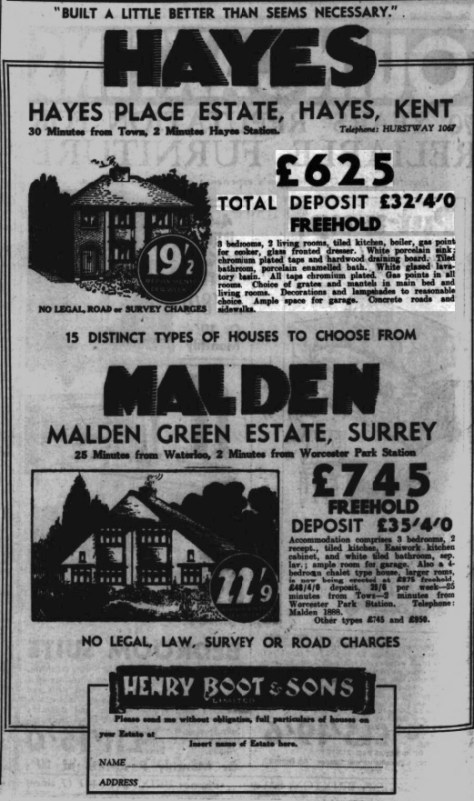 "BUILT A LITTLE BETTER THAN SEEMS NECESSARY."
HAYES
HAYES PLACE ESTATE, HAYES, KENT
30 Minutes from Town, 2 Minutes Hayes Station. Telephone: HURSTWAY 1067
£625
TOTAL DEPOSIT £32/4/0
FREEHOLD
3 bedrooms, 2 living rooms, tiled kitchen, boiler, gas point
for cooker, glass fronted dresser. White porcelain sink;
chromium plated taps and hardwood draining board. Tiled
bathroom, porcelain enamelled bath. White glazed lava-
tory basin. All taps chromium plated. Gas points in all
rooms. Choice of grates and mantels in main bed and
living rooms. Decorations and lampshades to reasonable
choice. Ample space for garage. Concrete roads and
sidewalks.
19'/2
NO LEGAL, ROAD or SURVEY CHARGES
15 DISTINCT TYPES OF HOUSES TO CHOOSE FROM
MALDEN
MALDEN GREEN ESTATE, SURREY
25 Minutes from Waterloo, 2 Minutes from Worcester Park Station
£745
FREEHOLD
DEPOSIT £35/4/0
Accommodation comprises 3 bedrooms, 2
recept., tiled kitchen, Easiwork kitchen
cabinet, and white tiled bathroom, sep.
lav.; ample room for garage. Also a 4-
bedroom chalet type house, larger rooms,
is now being erected at freehold,
£48/4/0 deposit, per week—25
minutes from Town—2 minutes from
Worcester Park Station. Telephone:
Malden 1888.
Other types £745 and £850.
22'/9
NO LEGAL, LAW, SURVEY OR ROAD CHARGES
HENRY BOOT & SONS
LIMITED
Please send me without obligation, full particulars of houses on
your Estate at
Insert name of Estate here.
NAME
ADDRESS